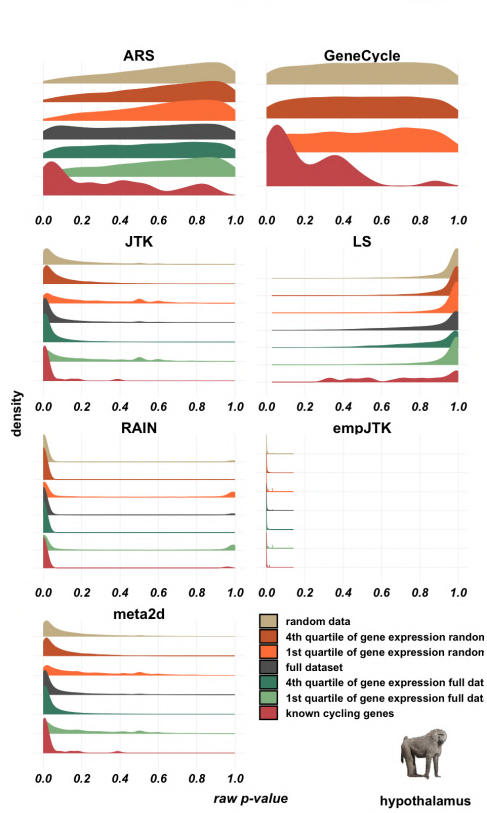 ARS
GeneCycle
0.0 0.2 0.4 0.6 0.8 1.0
0.0 0.2 0.4 0.6 0.8 1.0
JTK
LS
0.0 0.2 0.4 0.6 0.8 1.0
0.0 0.2 0.4 0.6 0.8 1.0
density
RAIN
empJTK
0.0 0.2 0.4 0.6 0.8 1.0
0.0 0.2 0.4 0.6 0.8 1.0
meta2d
0.0 0.2 0.4 0.6 0.8 1.0
raw p-value
random data
4th quartile of gene expression random
1st quartile of gene expression random
full dataset
4th quartile of gene expression full dat
1st quartile of gene expression full dat
known cycling genes
hypothalamus